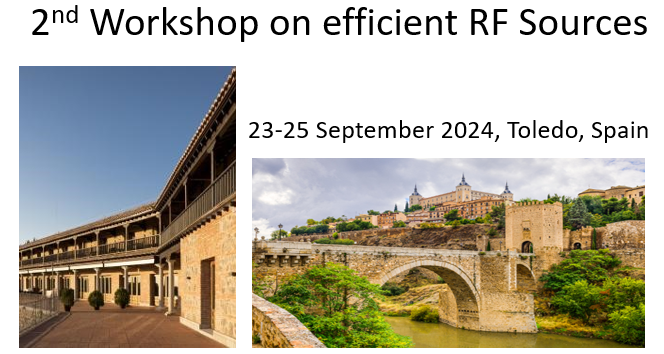 2nd Workshop on efficient RF Sources
23-25 September 2024, Toledo, Spain